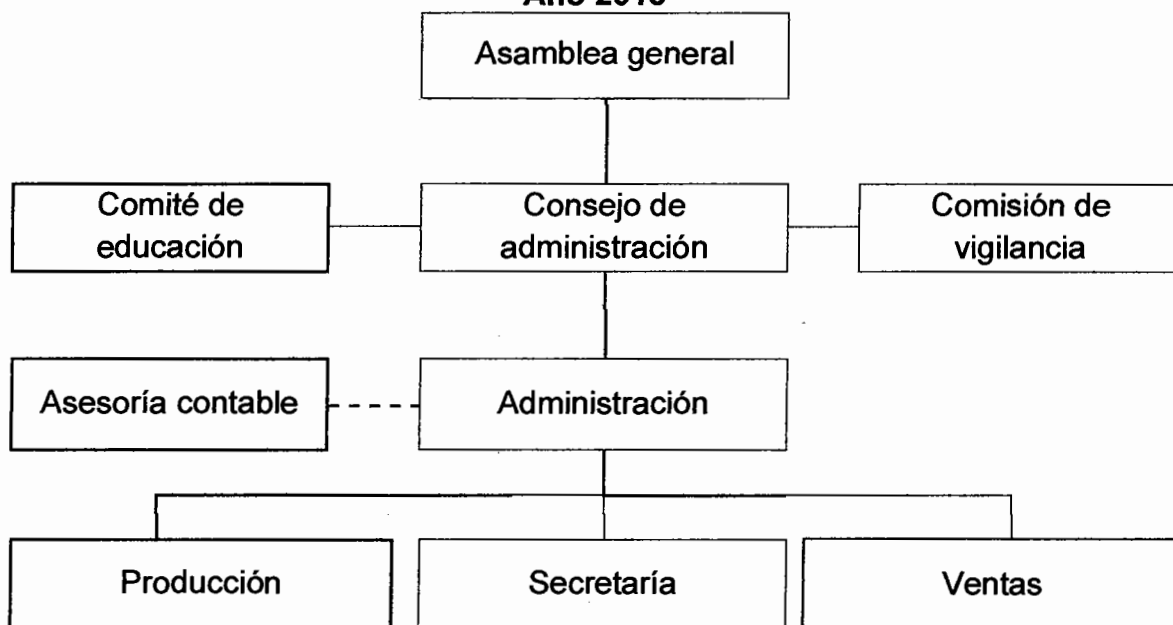 Asamblea general
Comité de
educación
Consejo de
administración
Comisión de
vigilancia
Asesoría contable
Administración
Producción
Secretaría
Ventas